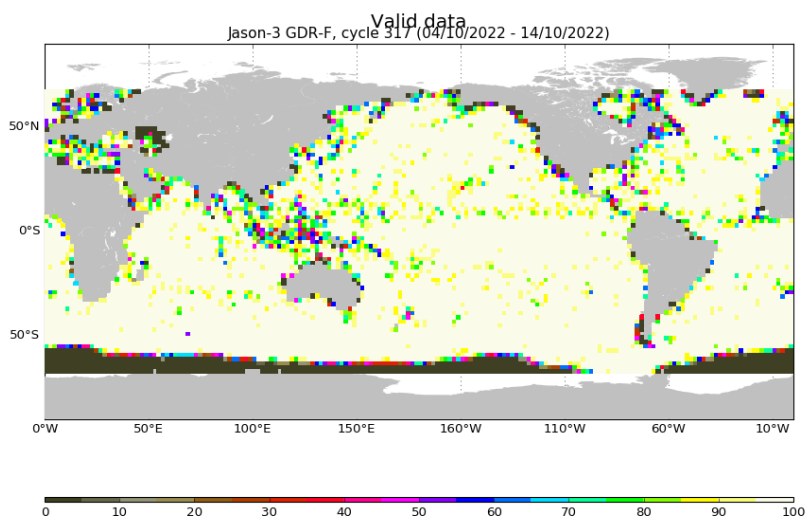 Valid data
Jason-3 GDR-F, cycle 317 (04/10/2022 - 14/10/2022)
50°N
0°S
50°S
0°W 50°E 100°E 150°E 160°W 110°W 60°W 10°W
0 10 20 30 40 50 60 70 80 90 100